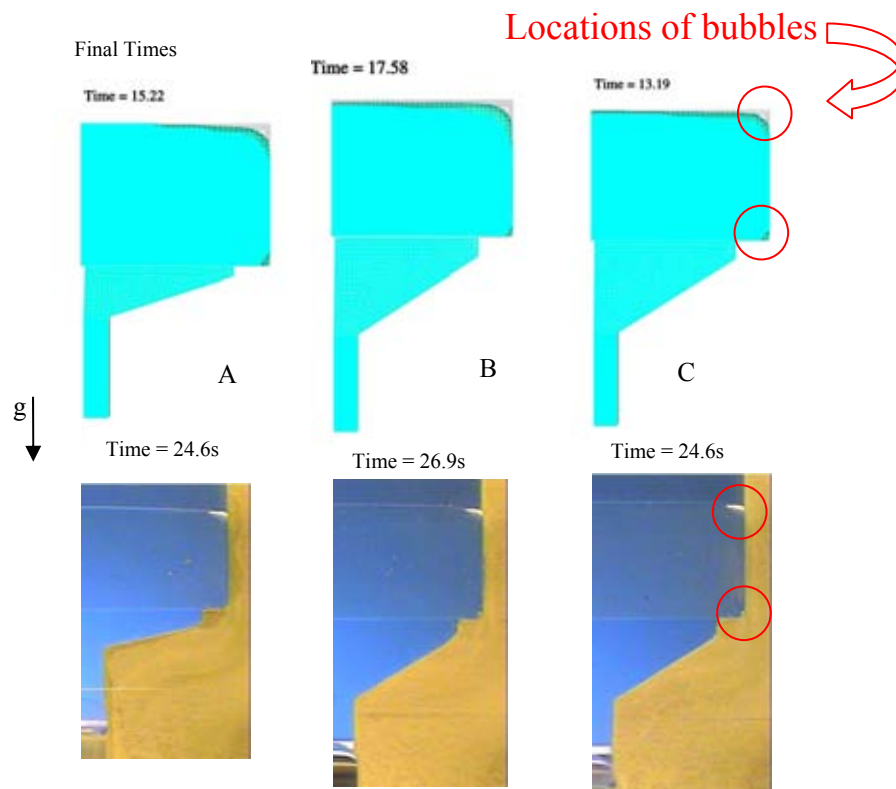 Locations of bubbles
Final Times
Time = 15.22
Time = 17.58
Time = 13.19
A
B
C
g
Time = 24.6s
Time = 26.9s
Time = 24.6s